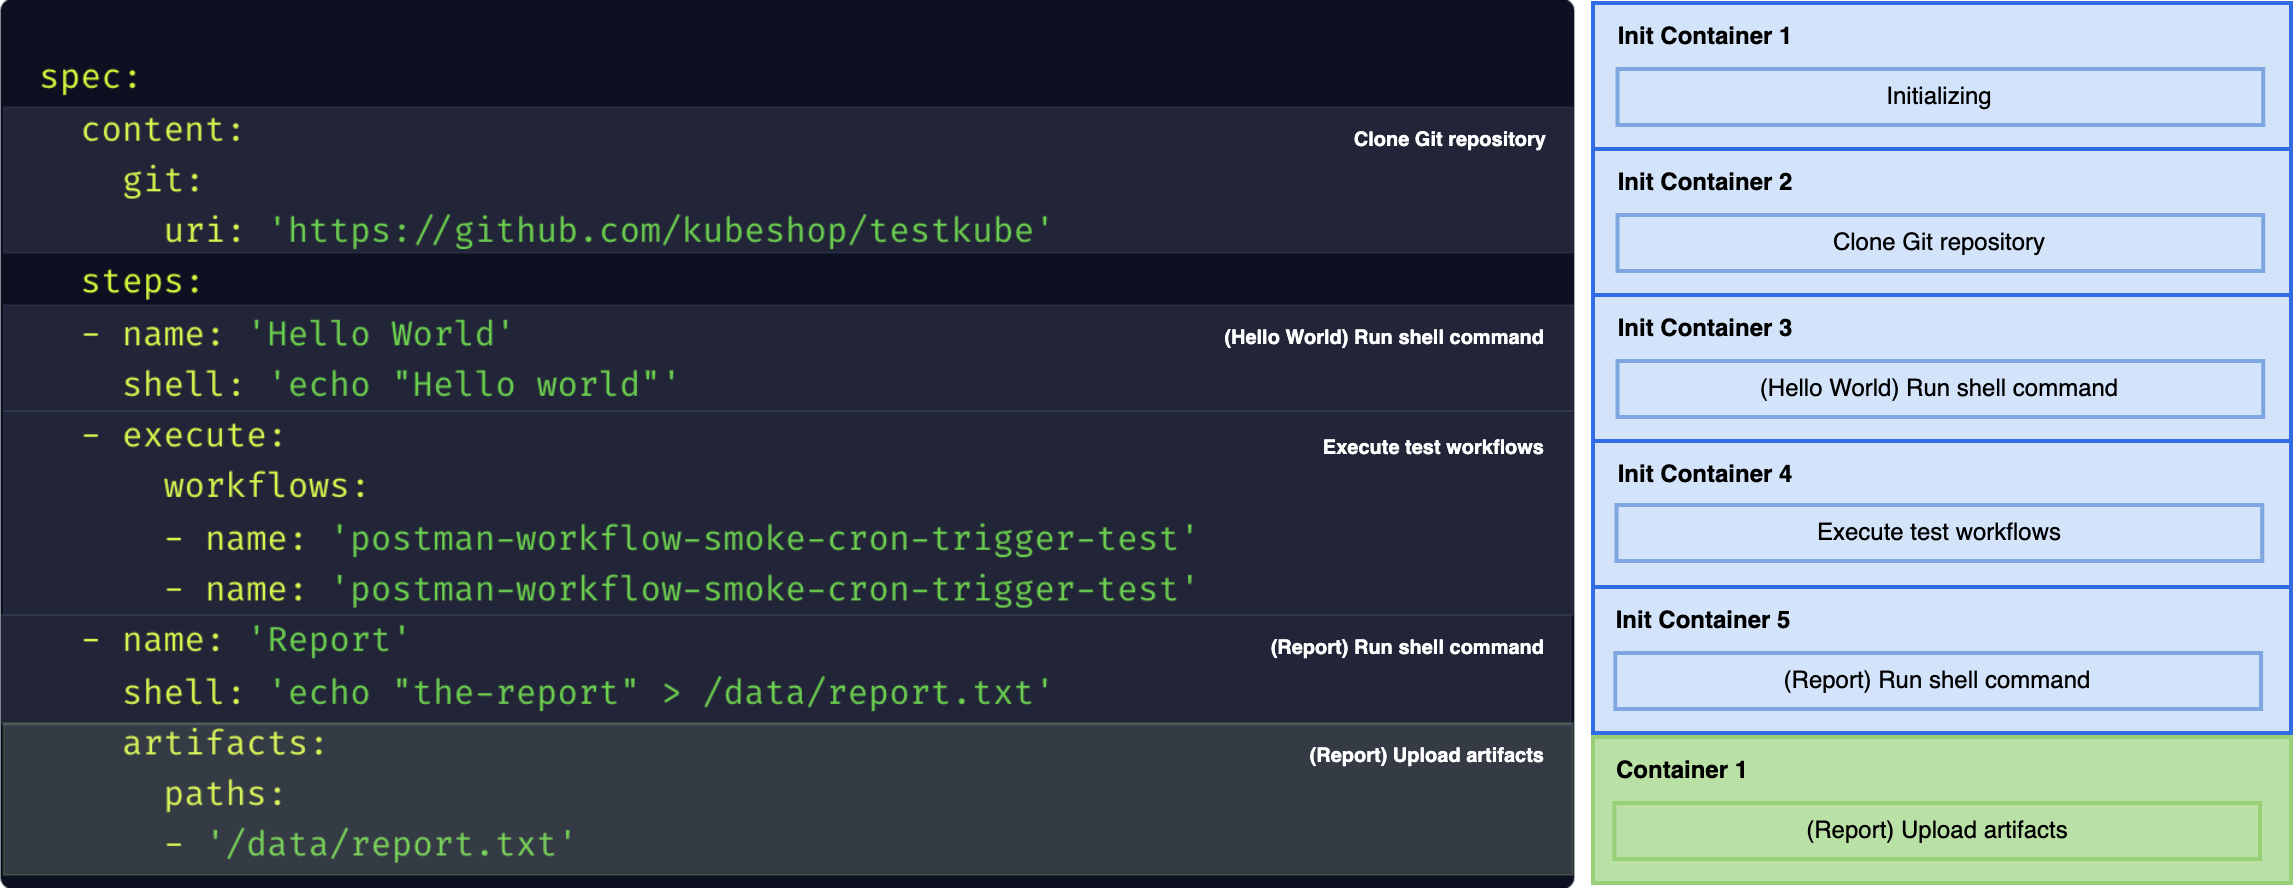 spec:
content:
Clone Git repository
git:
uri: 'https://github.com/kubeshop/testkube'
steps:
- name: 'Hello World'
(Hello World) Run shell command
shell: 'echo "Hello world"'
- execute:
Execute test workflows
workflows:
- name: 'postman-workflow-smoke-cron-trigger-test'
- name: 'postman-workflow-smoke-cron-trigger-test'
- name: 'Report'
(Report) Run shell command
shell: 'echo "the-report" > /data/report.txt'
artifacts:
(Report) Upload artifacts
paths:
- '/data/report.txt'
Init Container 1
Initializing
Init Container 2
Clone Git repository
Init Container 3
(Hello World) Run shell command
Init Container 4
Execute test workflows
Init Container 5
(Report) Run shell command
Container 1
(Report) Upload artifacts